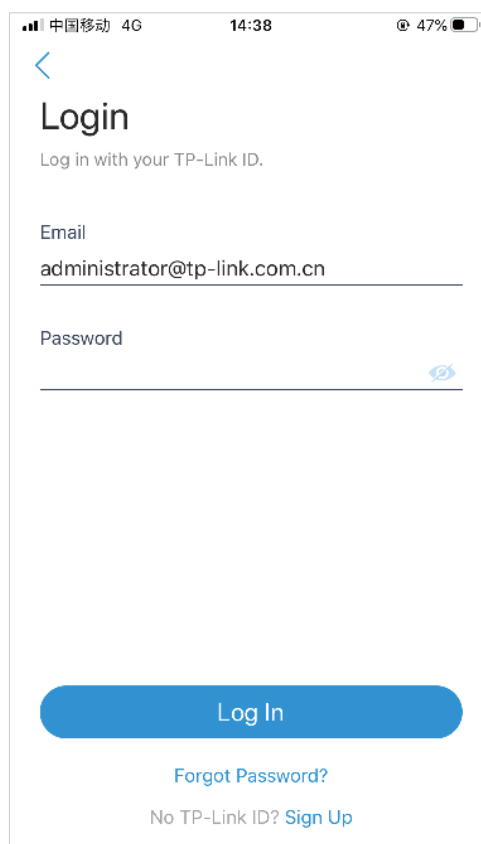 中国移动 4G 14:38 47%
Login
Log in with your TP-Link ID.
Email
administrator@tp-link.com.cn
Password
Log In
Forgot Password?
No TP-Link ID? Sign Up